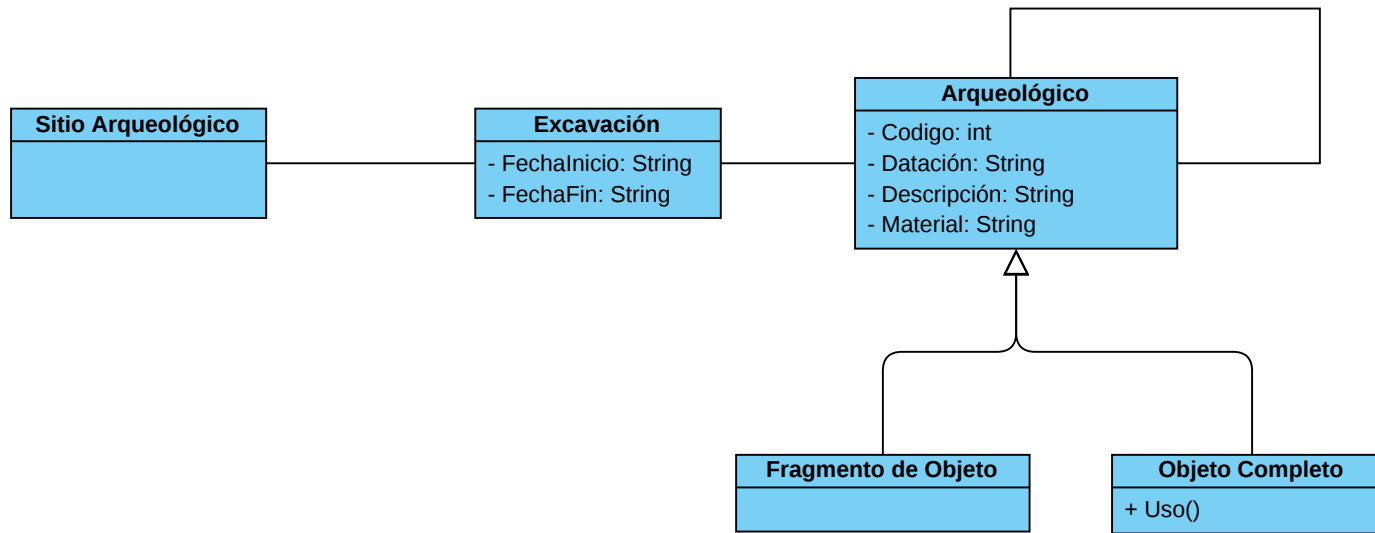 Sitio Arqueológico
Excavación
- FechaInicio: String
- FechaFin: String
Arqueológico
- Codigo: int
- Datación: String
- Descripción: String
- Material: String
Fragmento de Objeto
Objeto Completo
+ Uso()